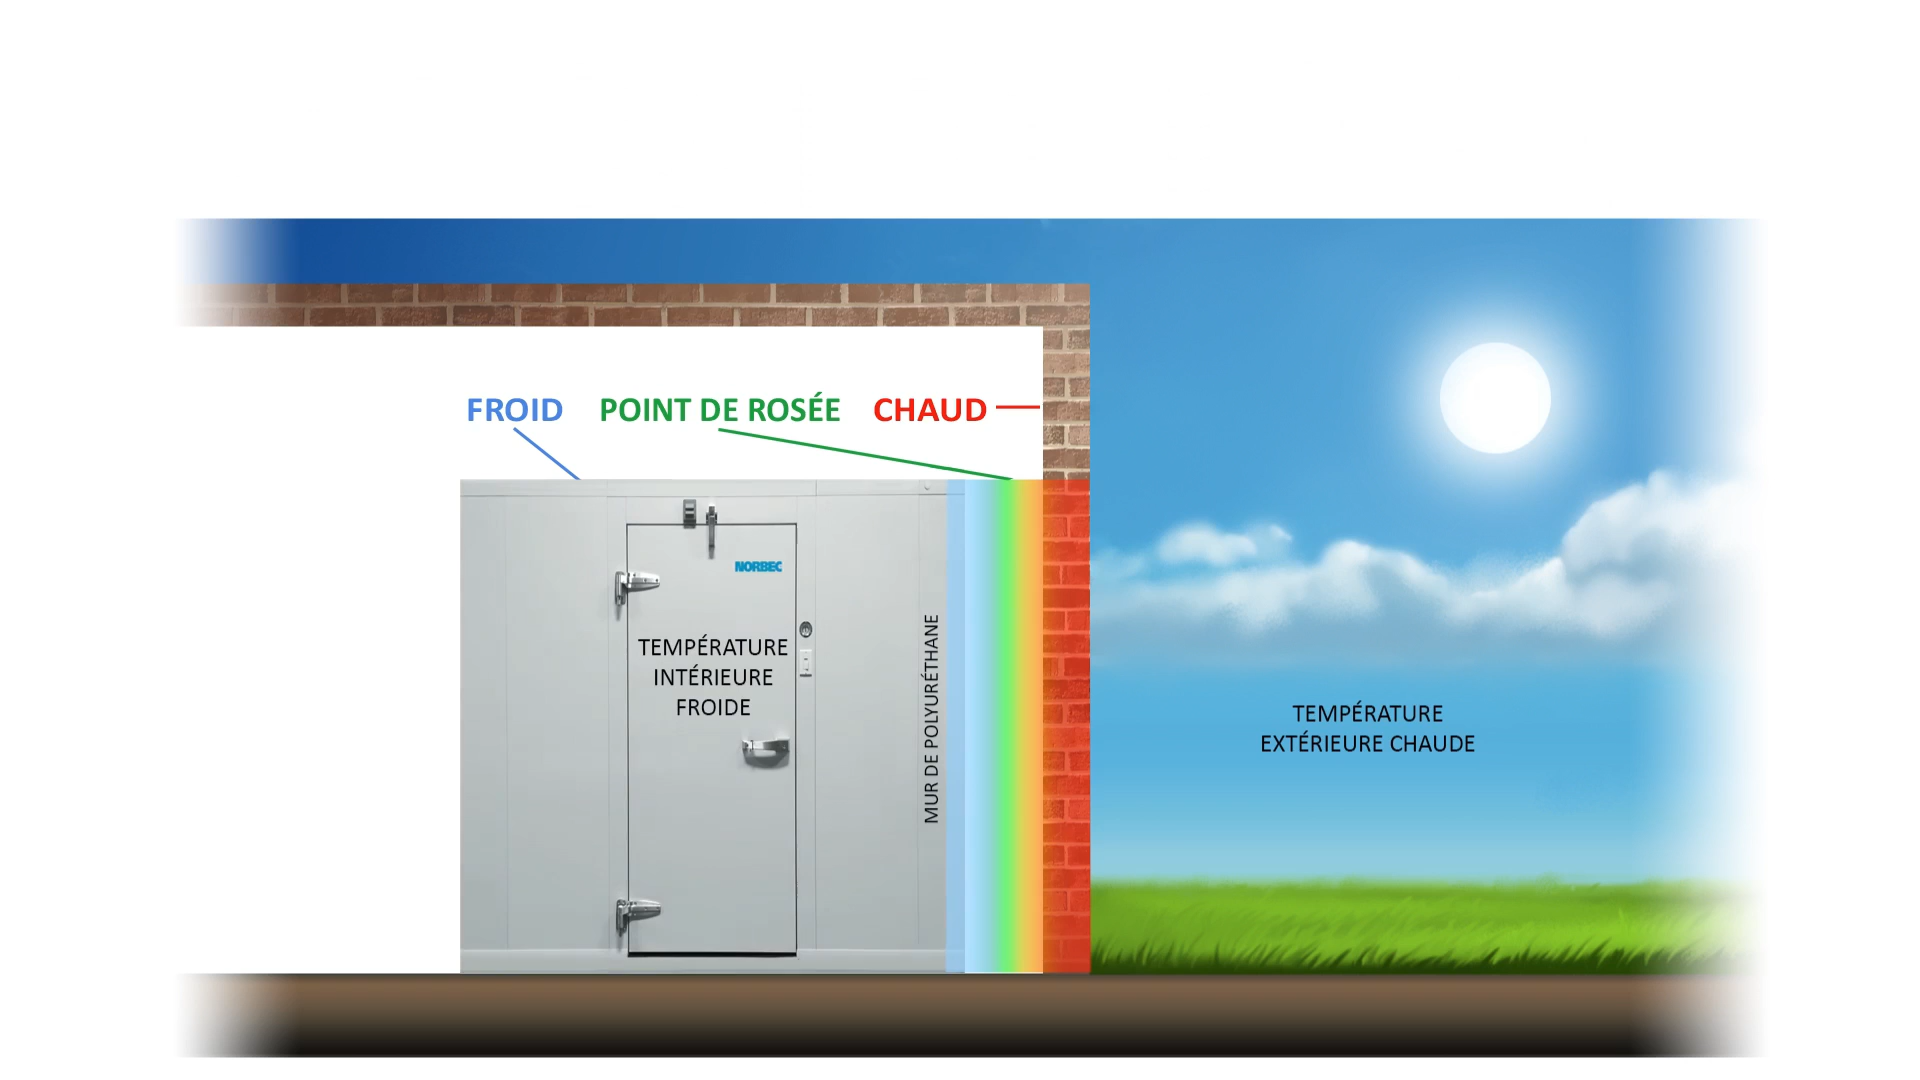 FROID
POINT DE ROSÉE
CHAUD
NORBEC
TEMPÉRATURE
INTÉRIEURE
FROIDE
MUR DE POLYURÉTHANE
TEMPÉRATURE
EXTÉRIEURE CHAUDE